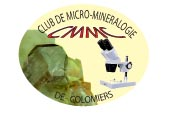 CLUB DE MICRO-MINERALOGIE
CMMC
DE COLOMIERS